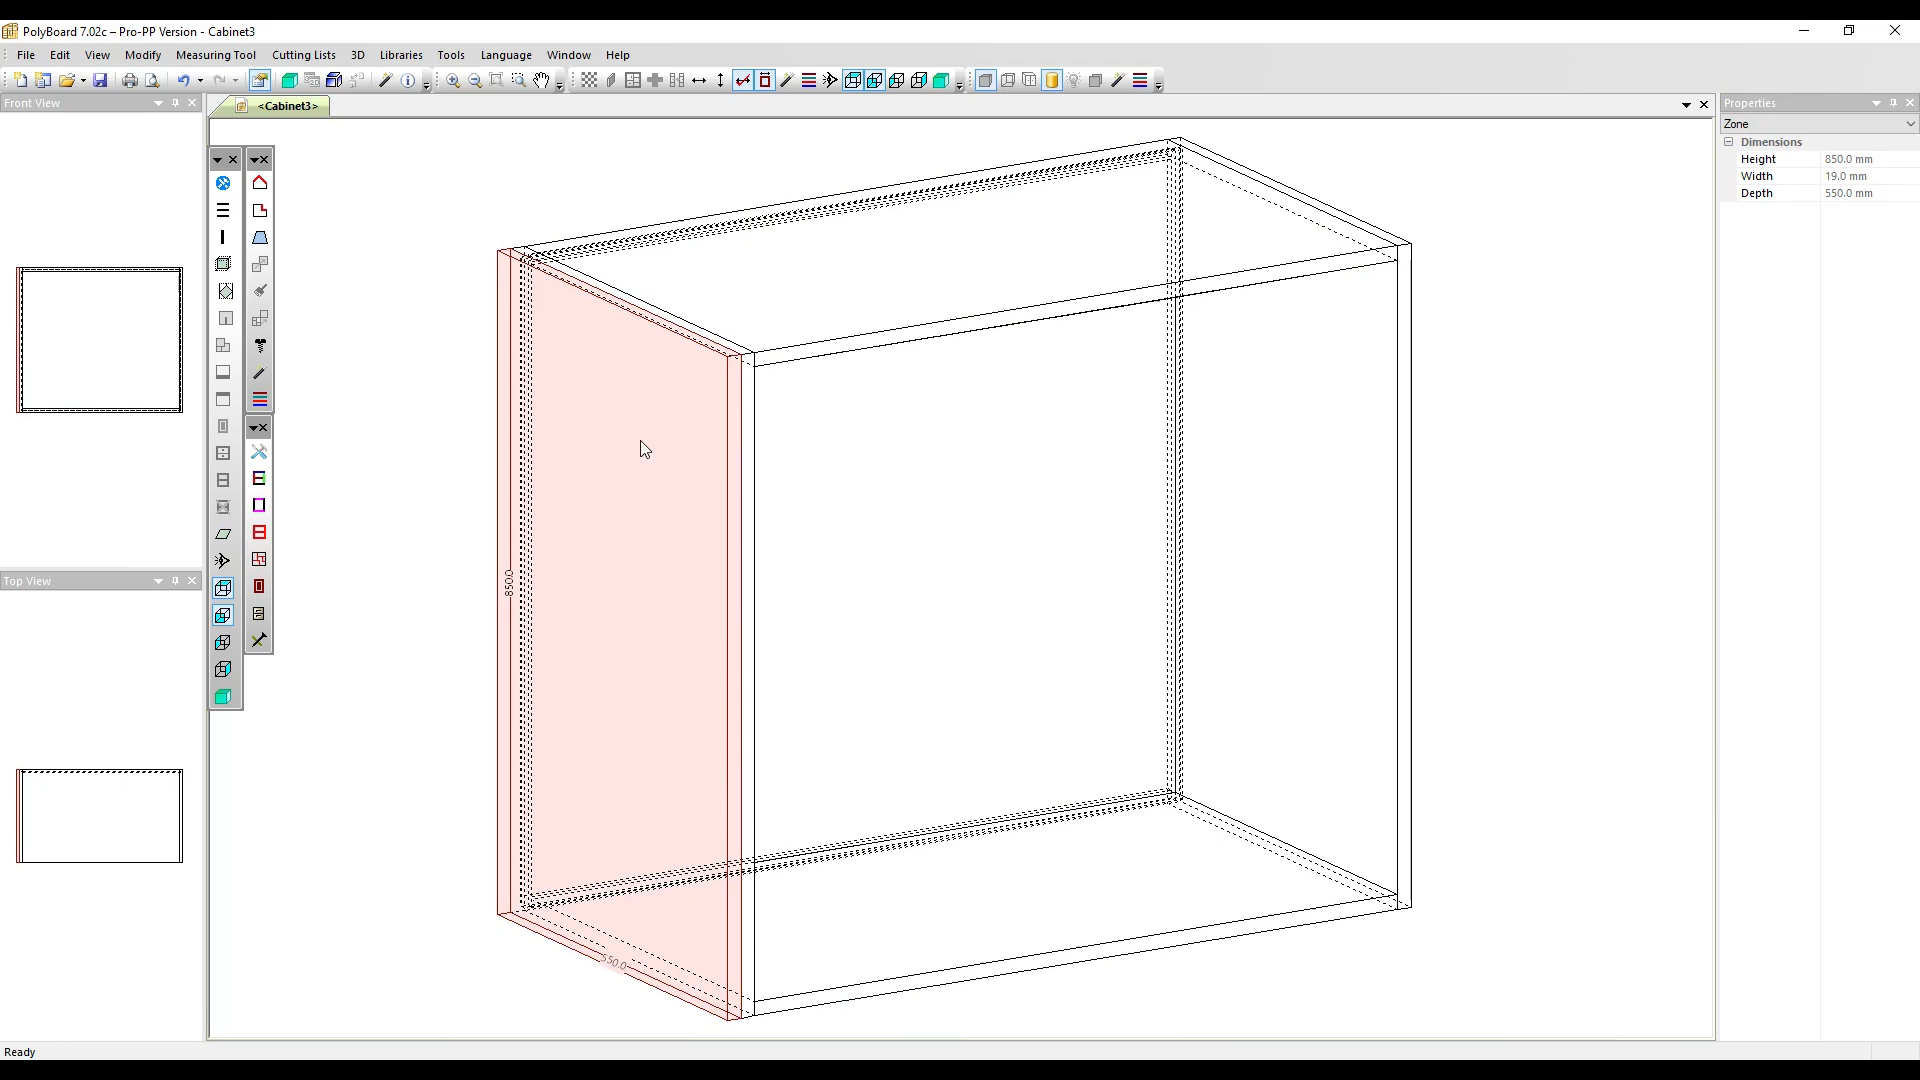 PolyBoard 7.02c – Pro-PP Version - Cabinet3
File Edit View Modify Measuring Tool Cutting Lists 3D Libraries Tools Language Window Help
Front View
<Cabinet3>
Properties
Zone
Dimensions
Height 850.0 mm
Width 19.0 mm
Depth 550.0 mm
850.0
Top View
550.0
Ready